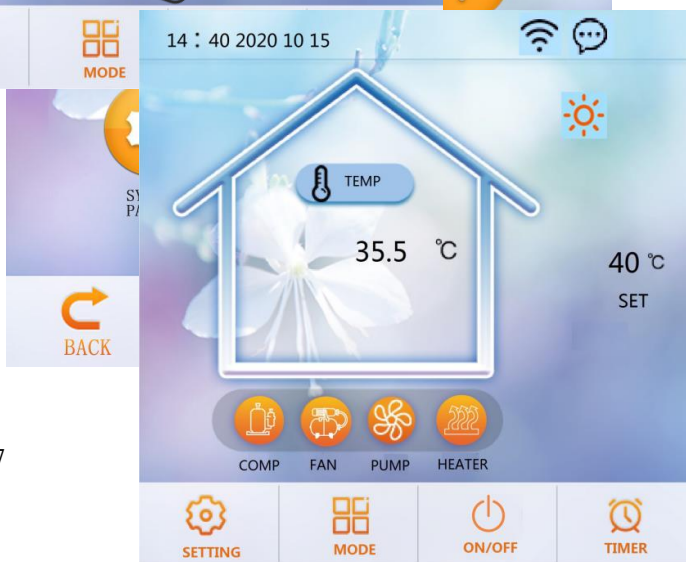 MODE
14 : 40 2020 10 15
TEMP
35.5 ℃
40 ℃
SET
BACK
COMP FAN PUMP HEATER
7
SETTING MODE ON/OFF TIMER